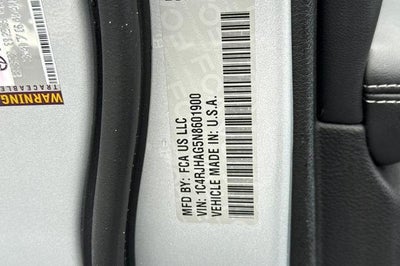 MFD BY: FCA US LLC
VIN: 1C4RJHAG5N8601900
VEHICLE MADE IN: U.S.A.
WARNING